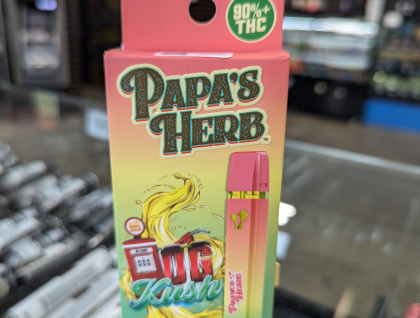 90%+
THC
PAPA'S
HERB
OG
Kush
PAPA'S
HERB